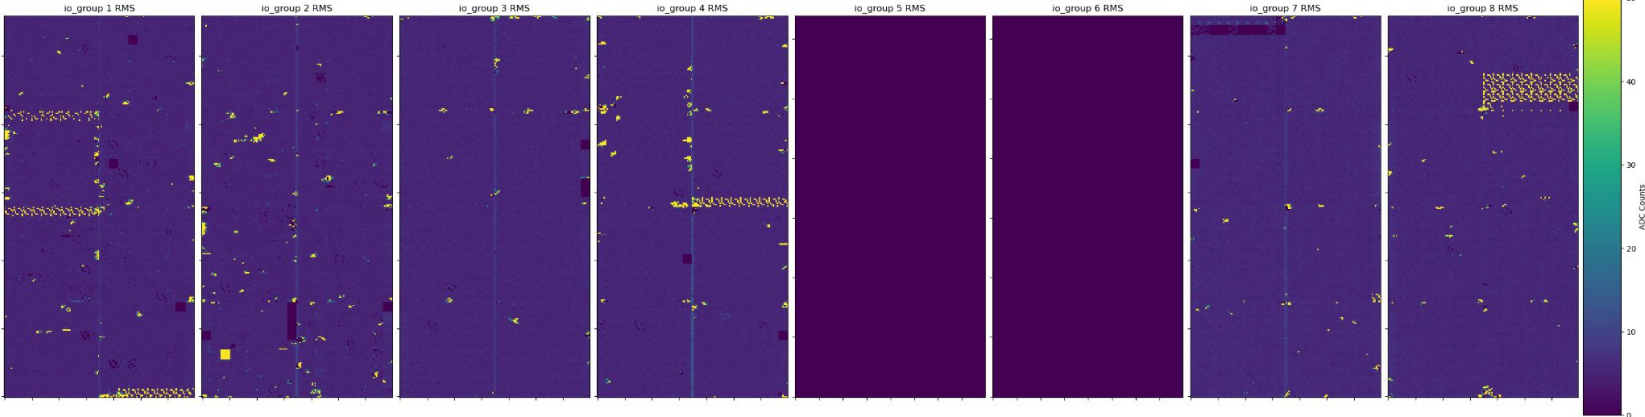 io_group 1 RMS
io_group 2 RMS
io_group 3 RMS
io_group 4 RMS
io_group 5 RMS
io_group 6 RMS
io_group 7 RMS
io_group 8 RMS
40
30
20
10
0
ADC Counts